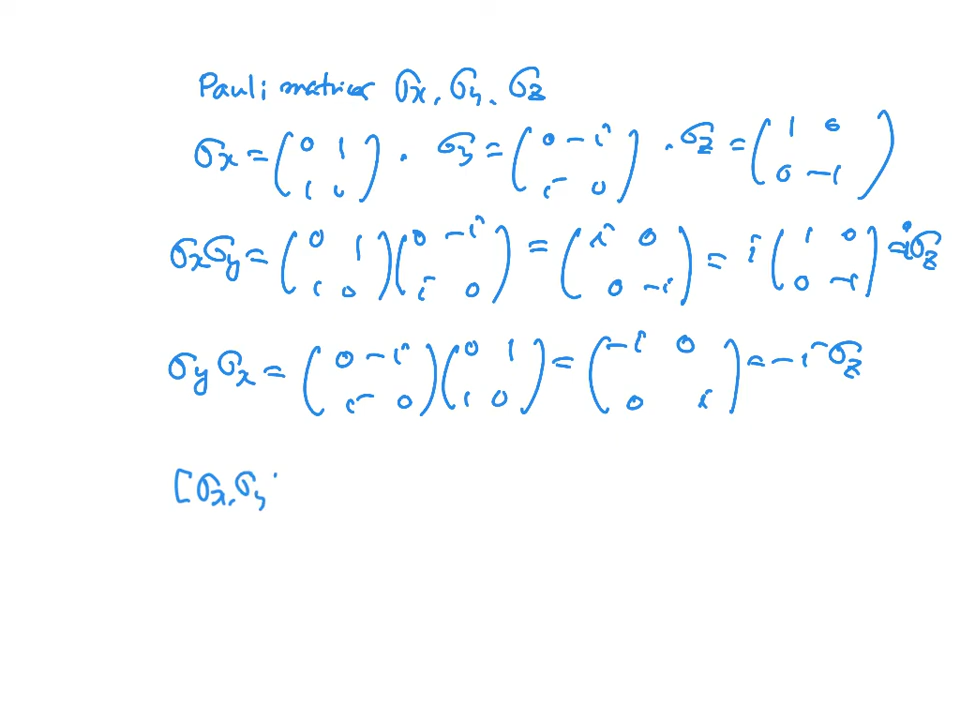 Pauli matrices σx, σy, σz
σx = (0 1 / 1 0), σy = (0 -i / i 0), σz = (1 0 / 0 -1)
σxσy = (0 1 / 1 0)(0 -i / i 0) = (i 0 / 0 -i) = i(1 0 / 0 -1) = iσz
σyσx = (0 -i / i 0)(0 1 / 1 0) = (-i 0 / 0 i) = -iσz
[σx, σy